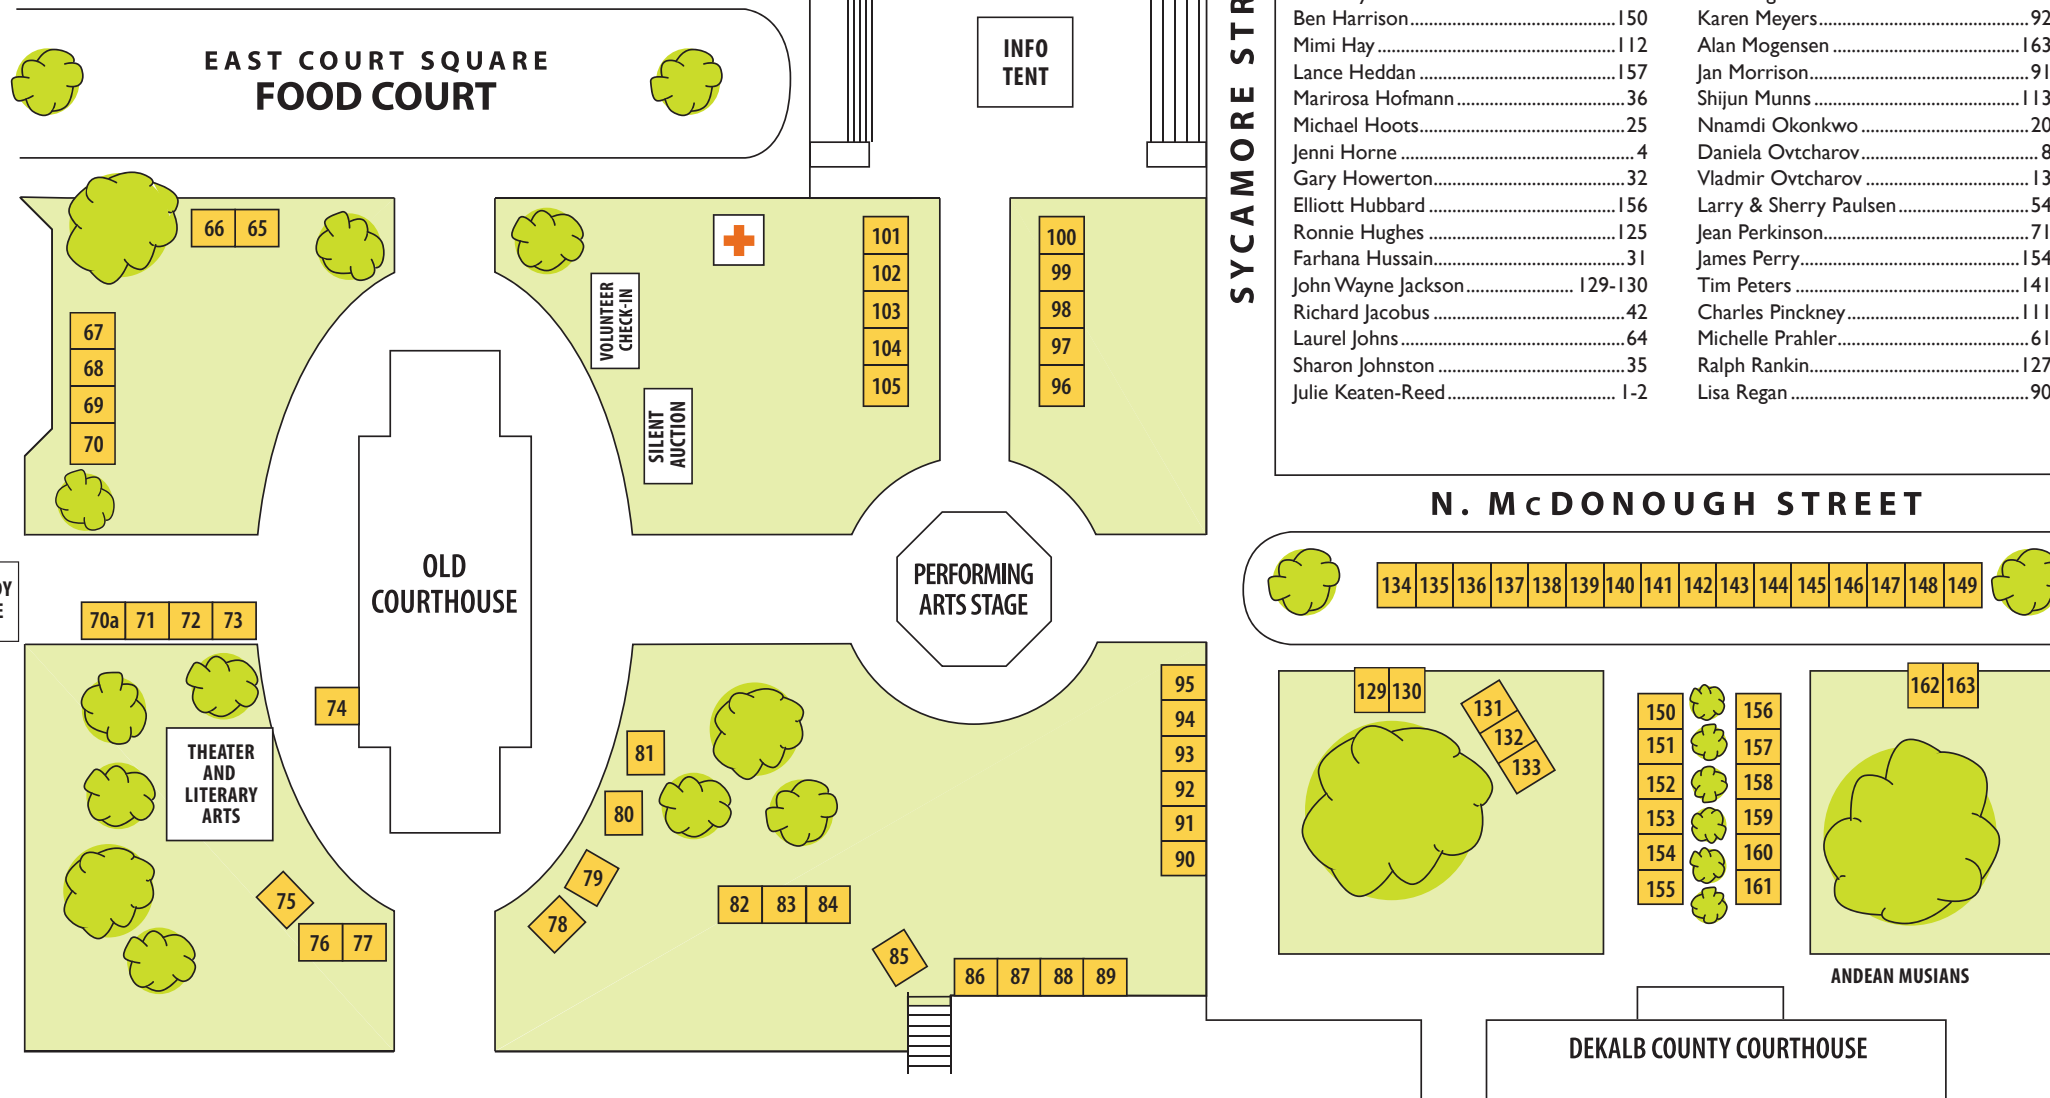 EAST COURT SQUARE
FOOD COURT
INFO
TENT
SYCAMORE STR
Ben Harrison 150
Mimi Hay 112
Lance Heddan 157
Marirosa Hofmann 36
Michael Hoots 25
Jenni Horne 4
Gary Howerton 32
Elliott Hubbard 156
Ronnie Hughes 125
Farhana Hussain 31
John Wayne Jackson 129-130
Richard Jacobus 42
Laurel Johns 64
Sharon Johnston 35
Julie Keaten-Reed 1-2
Karen Meyers 92
Alan Mogensen 163
Jan Morrison 91
Shijun Munns 113
Nnamdi Okonkwo 20
Daniela Ovtcharov 8
Vladmir Ovtcharov 13
Larry & Sherry Paulsen 54
Jean Perkinson 71
James Perry 154
Tim Peters 141
Charles Pinckney 111
Michelle Prahler 61
Ralph Rankin 127
Lisa Regan 90
66 65
67
68
69
70
VOLUNTEER
CHECK-IN
SILENT
AUCTION
101
102
103
104
105
100
99
98
97
96
N. McDONOUGH STREET
134 135 136 137 138 139 140 141 142 143 144 145 146 147 148 149
OLD
COURTHOUSE
PERFORMING
ARTS STAGE
70a 71 72 73
74
THEATER
AND
LITERARY
ARTS
75
76 77
81
80
79
78
82 83 84
85
86 87 88 89
95
94
93
92
91
90
129 130
131
132
133
150
151
152
153
154
155
156
157
158
159
160
161
162 163
ANDEAN MUSIANS
DEKALB COUNTY COURTHOUSE